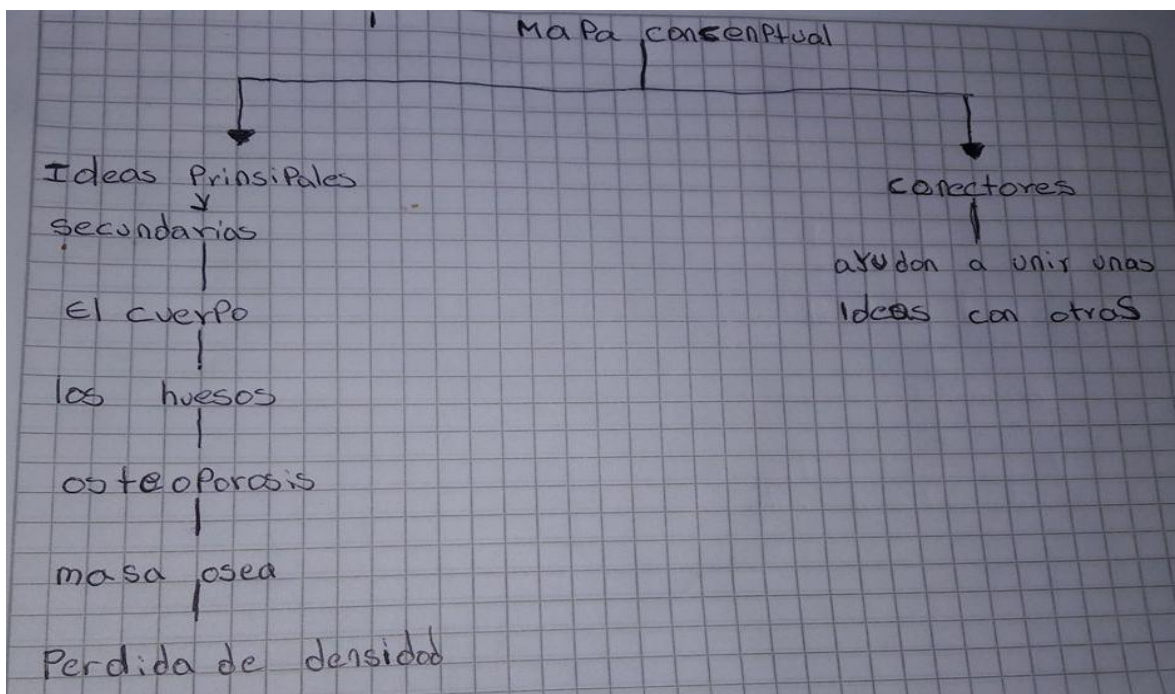 Mapa consenptual
Ideas Prinsipales
y
secundarias
El cuerpo
los huesos
osteoporosis
masa osea
Perdida de densidad
conectores
ayudan a unir unas
Ideas con otras